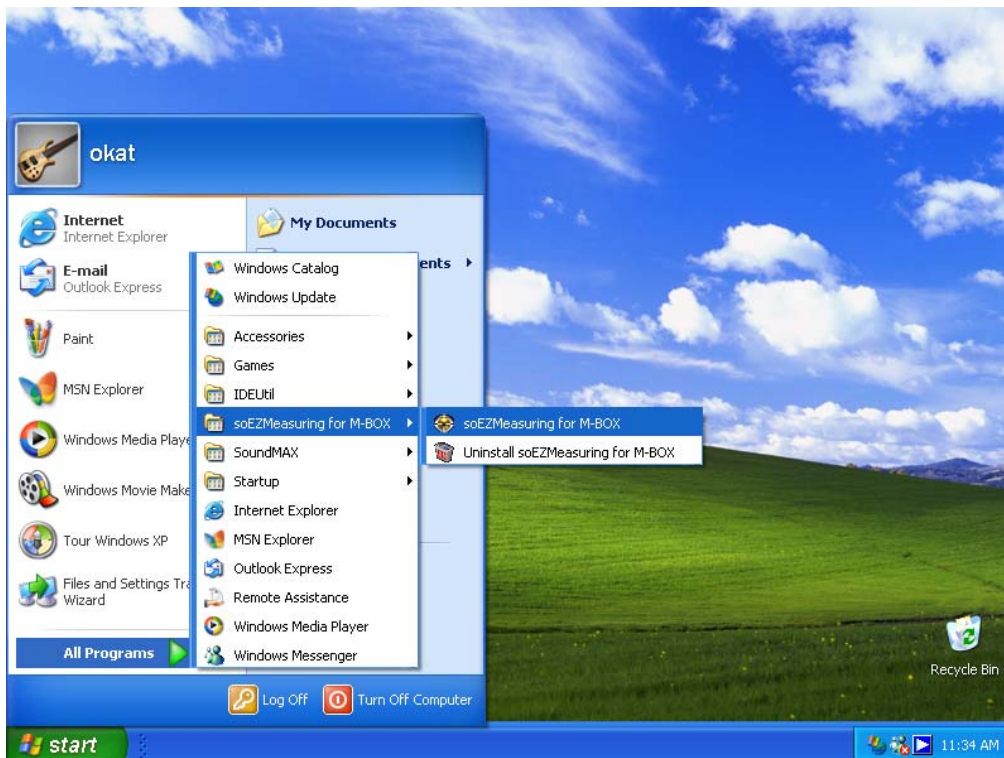 okat
Internet
Internet Explorer
E-mail
Outlook Express
Paint
MSN Explorer
Windows Media Playe
Windows Movie Make
Tour Windows XP
Files and Settings Tra
Wizard
All Programs
My Documents
ents
Windows Catalog
Windows Update
Accessories
Games
IDEUtil
soEZMeasuring for M-BOX
SoundMAX
Startup
Internet Explorer
MSN Explorer
Outlook Express
Remote Assistance
Windows Media Player
Windows Messenger
soEZMeasuring for M-BOX
Uninstall soEZMeasuring for M-BOX
Log Off
Turn Off Computer
Recycle Bin
start
11:34 AM